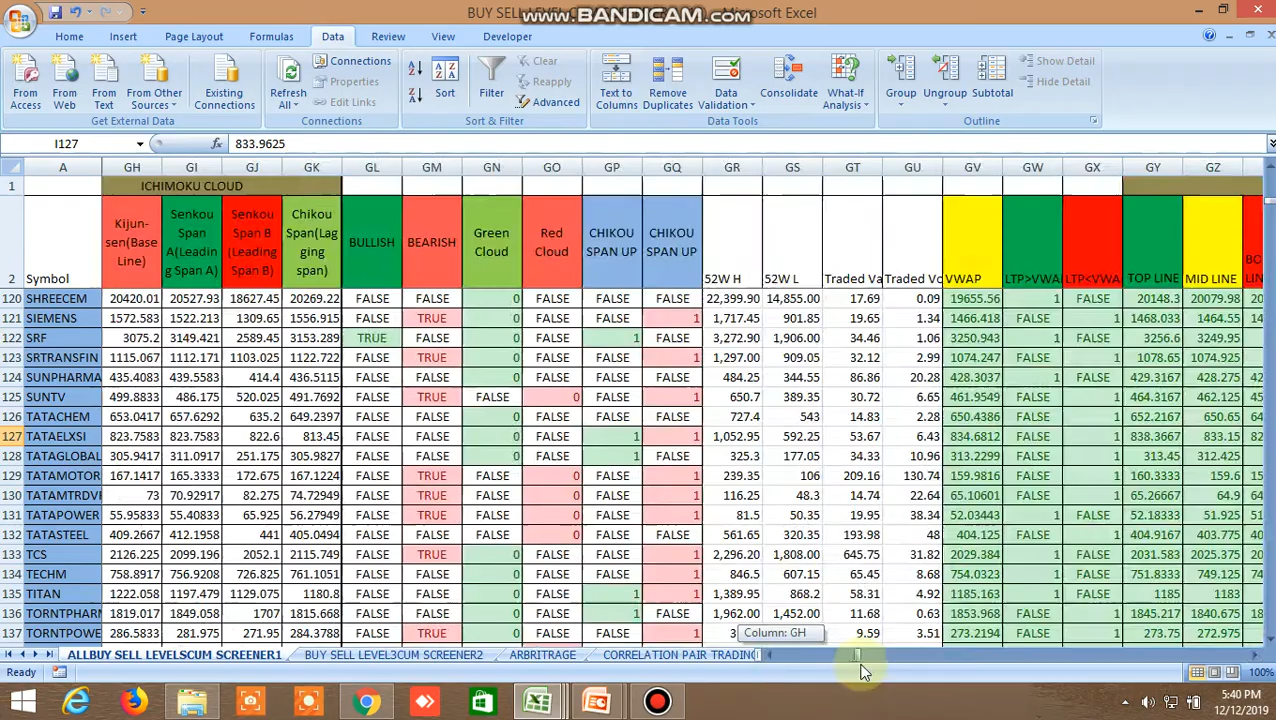 BUY SELL LEVEL
www.BANDICAM.com
Microsoft Excel
Home Insert Page Layout Formulas Data Review View Developer
From Access From Web From Text From Other Sources Existing Connections
Get External Data
Refresh All Connections Properties Edit Links
Connections
Sort Filter Clear Reapply Advanced
Sort & Filter
Text to Columns Remove Duplicates Data Validation Consolidate What-If Analysis
Data Tools
Group Ungroup Subtotal Show Detail Hide Detail
Outline
I127 fx 833.9625
A GH GI GJ GK GL GM GN GO GP GQ GR GS GT GU GV GW GX GY GZ
1 ICHIMOKU CLOUD
2 Symbol Kijun-sen(Base Line) Senkou Span A(Leadin g Span A) Senkou Span B (Leading Span B) Chikou Span(Lag ging span) BULLISH BEARISH Green Cloud Red Cloud CHIKOU SPAN UP CHIKOU SPAN UP 52W H 52W L Traded Va Traded Vo VWAP LTP>VWA LTP<VWA TOP LINE MID LINE
120 SHREECEM 20420.01 20527.93 18627.45 20269.22 FALSE FALSE 0 FALSE FALSE FALSE 22,399.90 14,855.00 17.69 0.09 19655.56 1 FALSE 20148.3 20079.98
121 SIEMENS 1572.583 1522.213 1309.65 1556.915 FALSE TRUE 0 FALSE FALSE 1 1,717.45 901.85 19.65 1.34 1466.418 FALSE 1 1468.033 1464.55
122 SRF 3075.2 3149.421 2589.45 3153.289 TRUE FALSE 0 FALSE 1 FALSE 3,272.90 1,906.00 34.46 1.06 3250.943 FALSE 1 3256.6 3249.95
123 SRTRANSFIN 1115.067 1112.171 1103.025 1122.722 FALSE TRUE 0 FALSE FALSE 1 1,297.00 909.05 32.12 2.99 1074.247 FALSE 1 1078.65 1074.925
124 SUNPHARMA 435.4083 439.5583 414.4 436.5115 FALSE FALSE 0 FALSE FALSE FALSE 484.25 344.55 86.86 20.28 428.3037 1 FALSE 429.3167 428.275
125 SUNTV 499.8833 486.175 520.025 491.7692 FALSE TRUE FALSE 0 FALSE 1 650.7 389.35 30.72 6.65 461.9549 FALSE 1 464.3167 462.125
126 TATACHEM 653.0417 657.6292 635.2 649.2397 FALSE FALSE 0 FALSE FALSE 1 727.4 543 14.83 2.28 650.4386 FALSE 1 652.2167 650.65
127 TATAELXSI 823.7583 823.7583 822.6 813.45 FALSE FALSE 0 FALSE 1 1 1,052.95 592.25 53.67 6.43 834.6812 FALSE 1 838.3667 833.15
128 TATAGLOBAL 305.9417 311.0917 251.175 305.9827 FALSE FALSE 0 FALSE 1 FALSE 325.3 177.05 34.33 10.96 313.2299 FALSE 1 313.45 312.425
129 TATAMOTOR 167.1417 165.3333 172.675 167.1224 FALSE TRUE FALSE 0 FALSE 1 239.35 106 209.16 130.74 159.9816 FALSE 1 160.3333 159.6
130 TATAMTRDVR 73 70.92917 82.275 74.72949 FALSE TRUE FALSE 0 FALSE 1 116.25 48.3 14.74 22.64 65.10601 FALSE 1 65.26667 64.9
131 TATAPOWER 55.95833 55.40833 65.925 56.27949 FALSE TRUE FALSE 0 FALSE 1 81.5 50.35 19.95 38.34 52.03443 1 FALSE 52.18333 51.925
132 TATASTEEL 409.2667 412.1958 441 405.0494 FALSE FALSE FALSE 0 FALSE 1 561.65 320.35 193.98 48 404.125 FALSE 1 404.9167 403.775
133 TCS 2126.225 2099.196 2052.1 2115.749 FALSE TRUE 0 FALSE FALSE 1 2,296.20 1,808.00 645.75 31.82 2029.384 1 FALSE 2031.583 2025.375
134 TECHM 758.8917 756.9208 726.825 761.1051 FALSE FALSE 0 FALSE FALSE 1 846.5 607.15 65.45 8.68 754.0323 1 FALSE 751.8333 749.125
135 TITAN 1222.058 1197.479 1129.075 1180.8 FALSE FALSE 0 FALSE 1 1 1,389.95 868.2 58.31 4.92 1185.163 1 FALSE 1185 1183
136 TORNTPHARM 1819.017 1849.058 1707 1815.668 FALSE FALSE 0 FALSE 1 FALSE 1,962.00 1,452.00 11.68 0.63 1853.968 FALSE 1 1845.217 1840.675
137 TORNTPOWE 286.5833 281.975 271.95 284.3788 FALSE TRUE 0 FALSE FALSE 1 9.59 3.51 273.2194 FALSE 1 273.75 272.975
Column: GH
ALLBUY SELL LEVELSCUM SCREENER1 BUY SELL LEVEL3CUM SCREENER2 ARBITRAGE CORRELATION PAIR TRADING
Ready 100%
5:40 PM
12/12/2019